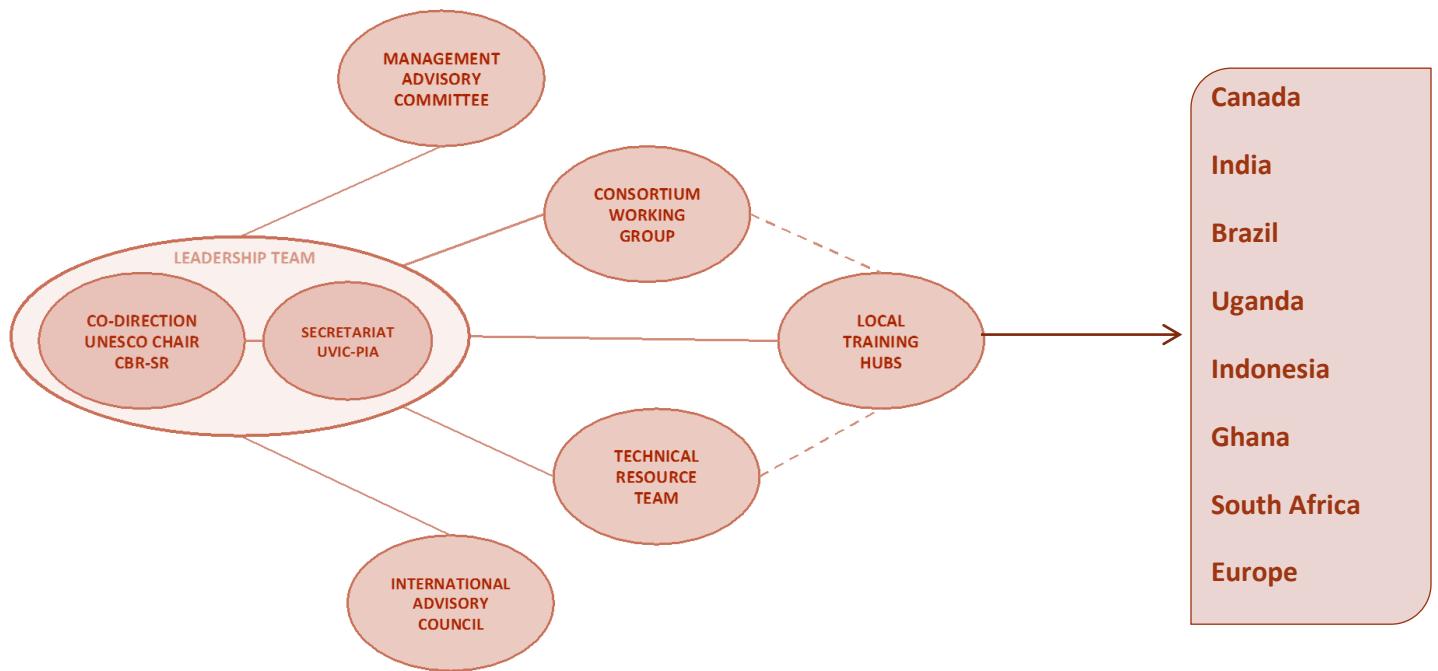 MANAGEMENT
ADVISORY
COMMITTEE
CONSORTIUM
WORKING
GROUP
LEADERSHIP TEAM
CO-DIRECTION
UNESCO CHAIR
CBR-SR
SECRETARIAT
UVIC-PIA
LOCAL
TRAINING
HUBS
TECHNICAL
RESOURCE
TEAM
INTERNATIONAL
ADVISORY
COUNCIL
Canada
India
Brazil
Uganda
Indonesia
Ghana
South Africa
Europe